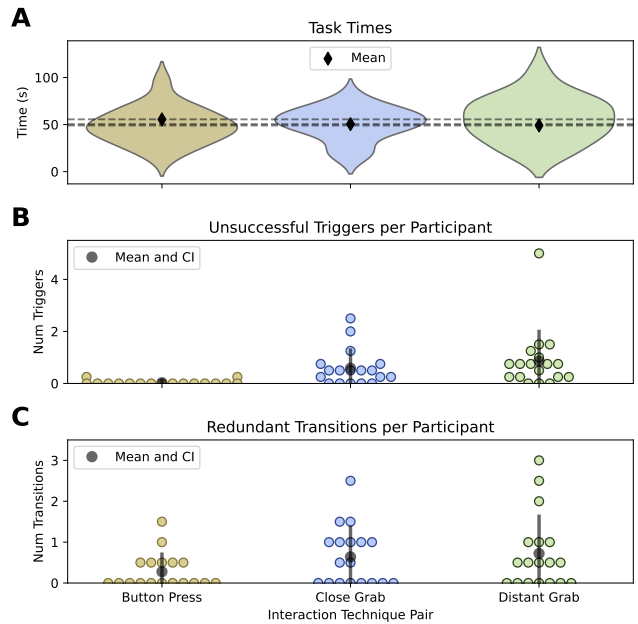 A
Task Times
Mean
Time (s)
100
50
0
B
Unsuccessful Triggers per Participant
Mean and CI
Num Triggers
4
2
0
C
Redundant Transitions per Participant
Mean and CI
Num Transitions
3
2
1
0
Button Press Close Grab Distant Grab
Interaction Technique Pair